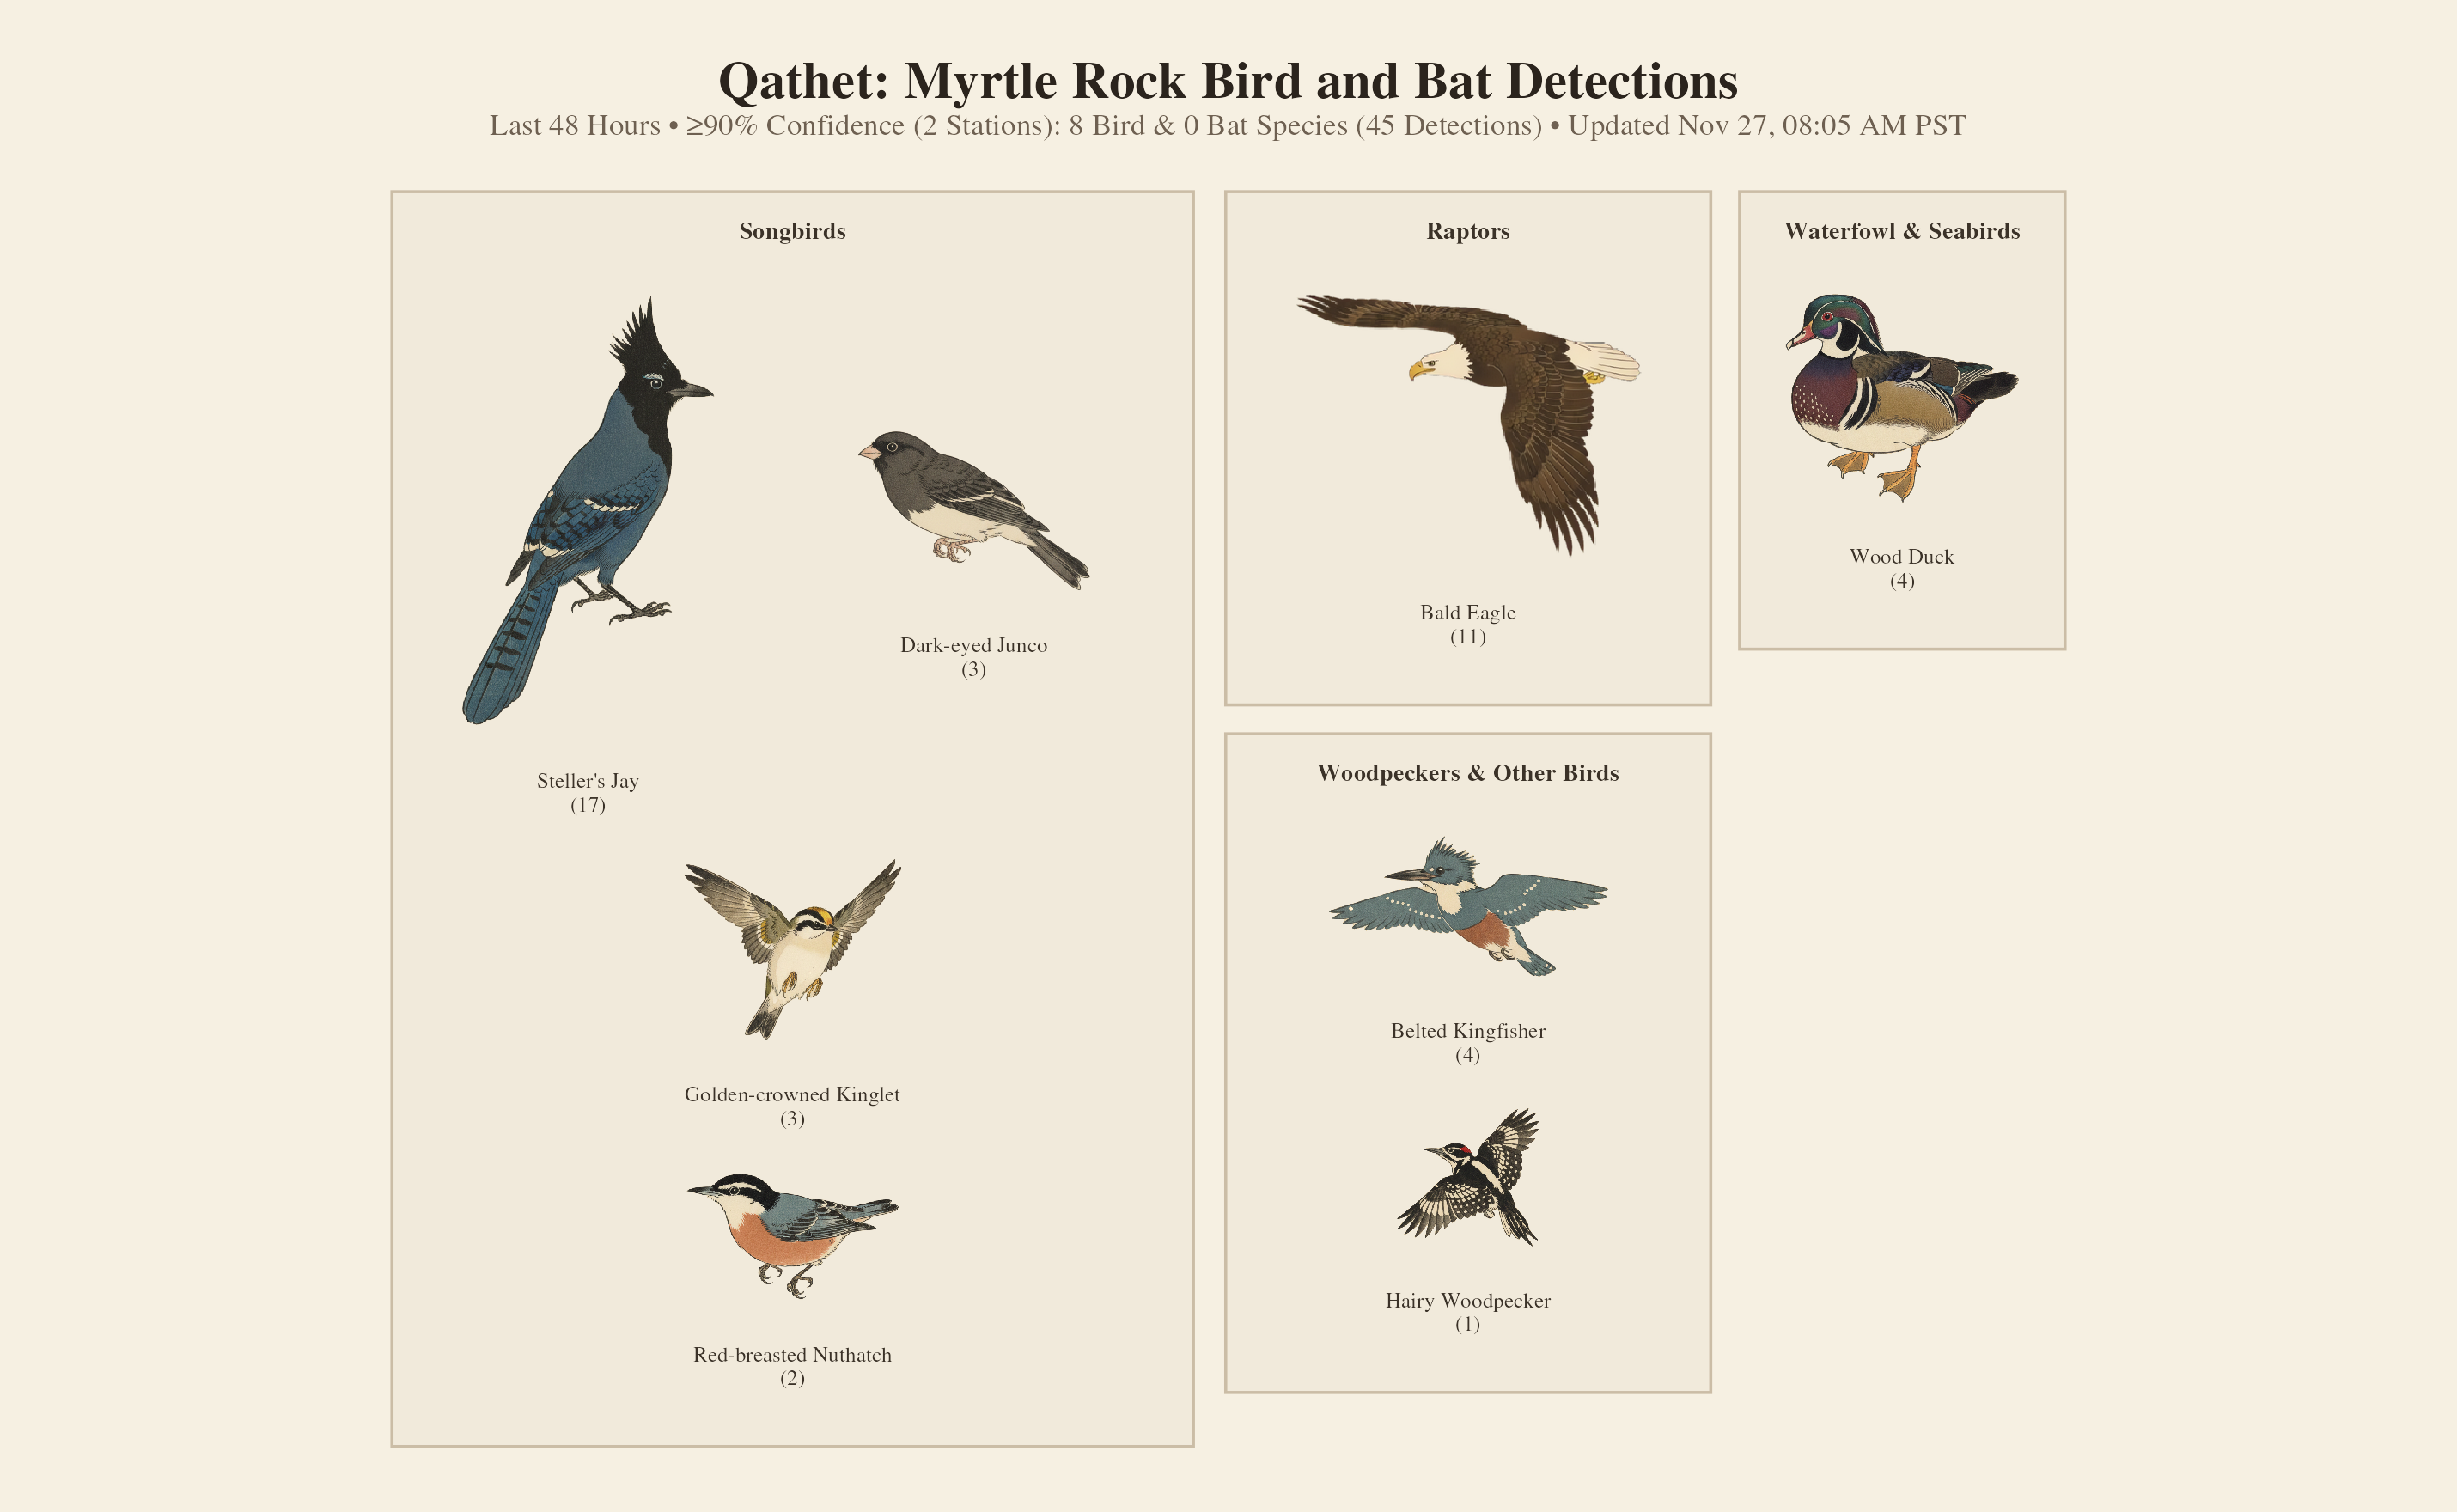 Qathet: Myrtle Rock Bird and Bat Detections
Last 48 Hours • ≥90% Confidence (2 Stations): 8 Bird & 0 Bat Species (45 Detections) • Updated Nov 27, 08:05 AM PST
Songbirds
Steller's Jay
(17)
Dark-eyed Junco
(3)
Golden-crowned Kinglet
(3)
Red-breasted Nuthatch
(2)
Raptors
Bald Eagle
(11)
Woodpeckers & Other Birds
Belted Kingfisher
(4)
Hairy Woodpecker
(1)
Waterfowl & Seabirds
Wood Duck
(4)